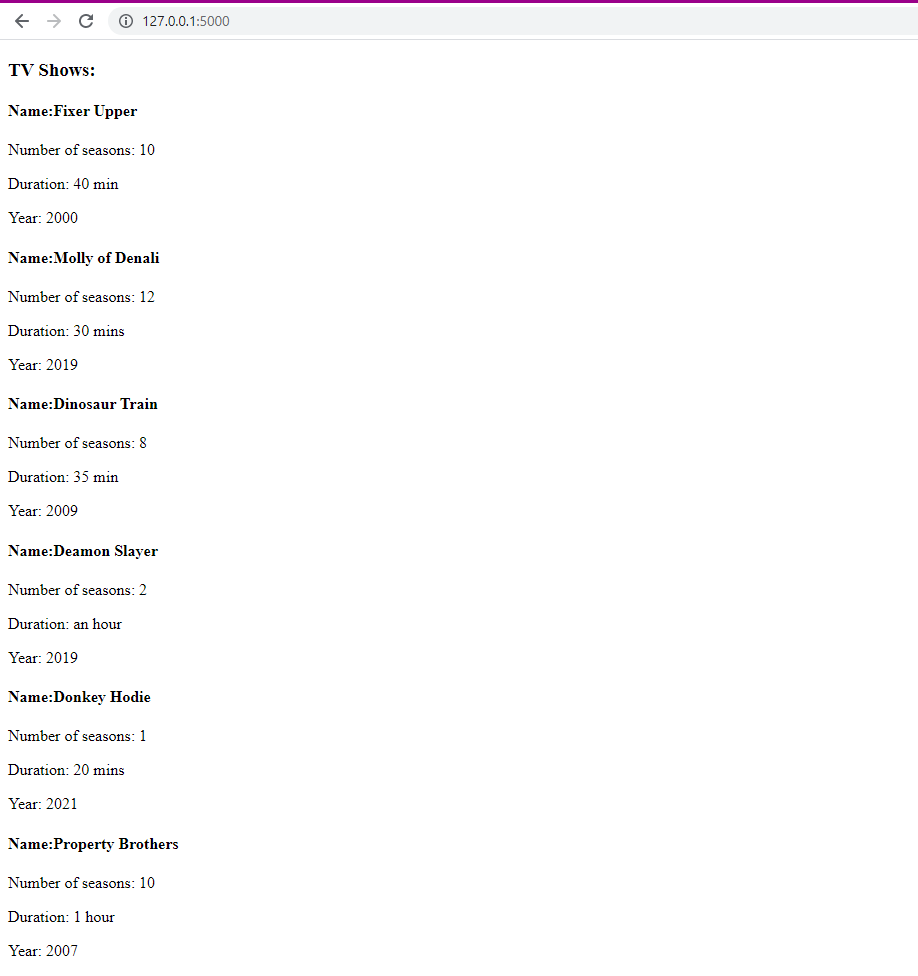 127.0.0.1:5000
TV Shows:
Name:Fixer Upper
Number of seasons: 10
Duration: 40 min
Year: 2000
Name:Molly of Denali
Number of seasons: 12
Duration: 30 mins
Year: 2019
Name:Dinosaur Train
Number of seasons: 8
Duration: 35 min
Year: 2009
Name:Deamon Slayer
Number of seasons: 2
Duration: an hour
Year: 2019
Name:Donkey Hodie
Number of seasons: 1
Duration: 20 mins
Year: 2021
Name:Property Brothers
Number of seasons: 10
Duration: 1 hour
Year: 2007